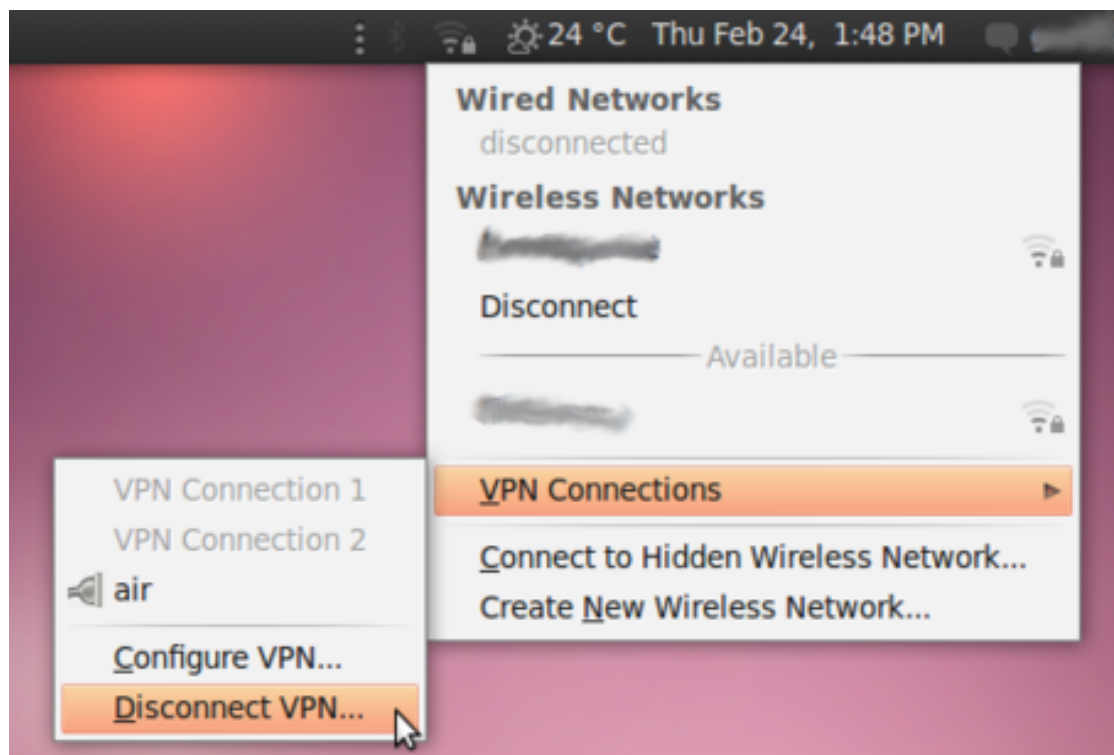 24 °C Thu Feb 24, 1:48 PM
Wired Networks
disconnected
Wireless Networks
Disconnect
Available
VPN Connections
Connect to Hidden Wireless Network...
Create New Wireless Network...
VPN Connection 1
VPN Connection 2
air
Configure VPN...
Disconnect VPN...